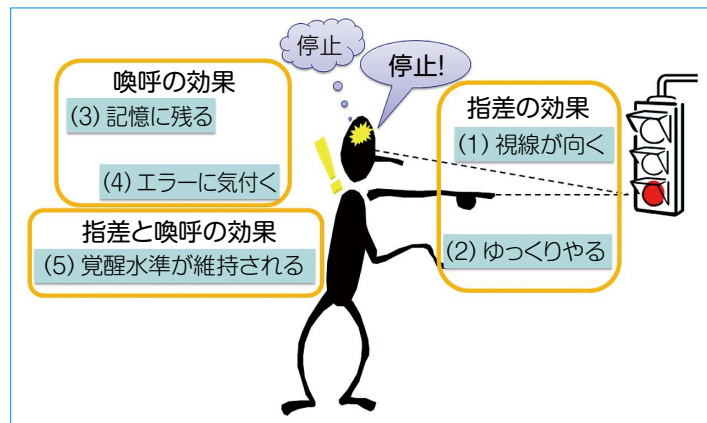 停止
停止!
喚呼の効果
(3) 記憶に残る
(4) エラーに気付く
指差と喚呼の効果
(5) 覚醒水準が維持される
指差の効果
(1) 視線が向く
(2) ゆっくりやる